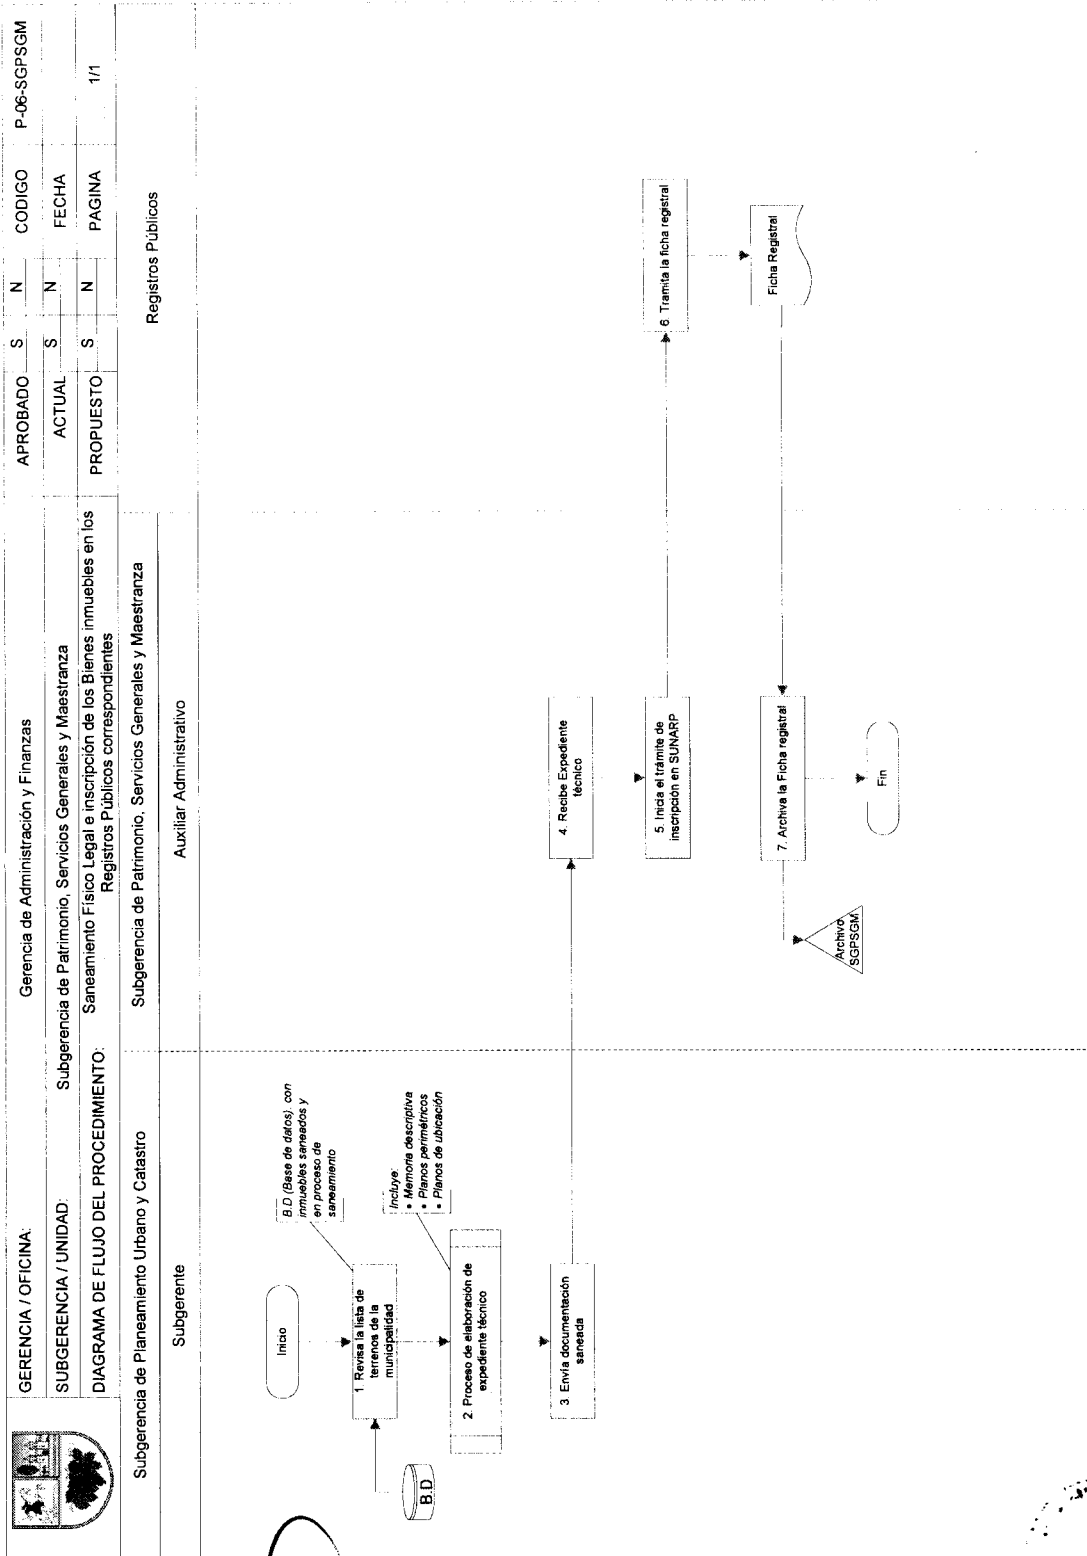 GERENCIA / OFICINA: Gerencia de Administración y Finanzas APROBADO S N CODIGO P-06-SGPSGM
SUBGERENCIA / UNIDAD: Subgerencia de Patrimonio, Servicios Generales y Maestranza ACTUAL S N FECHA
DIAGRAMA DE FLUJO DEL PROCEDIMIENTO: Saneamiento Físico Legal e inscripción de los Bienes inmuebles en los PROPUESTO S N PAGINA 1/1
Registros Públicos correspondientes
Subgerencia de Planeamiento Urbano y Catastro
Subgerencia de Patrimonio, Servicios Generales y Maestranza
Registros Públicos
Subgerente
Auxiliar Administrativo
Inicio
B.D (Base de datos). con
inmuebles saneados y
en proceso de
saneamiento
B.D
1. Revisa la lista de
terrenos de la
municipalidad
Incluye:
• Memoria descriptiva
• Planos perimétricos
• Planos de ubicación
2. Proceso de elaboración de
expediente técnico
3. Envía documentación
saneada
4. Recibe Expediente
técnico
5. Inicia el trámite de
inscripción en SUNARP
6. Tramita la ficha registral
Ficha Registral
7. Archiva la Ficha registral
Archivo
SGPSGM
Fin